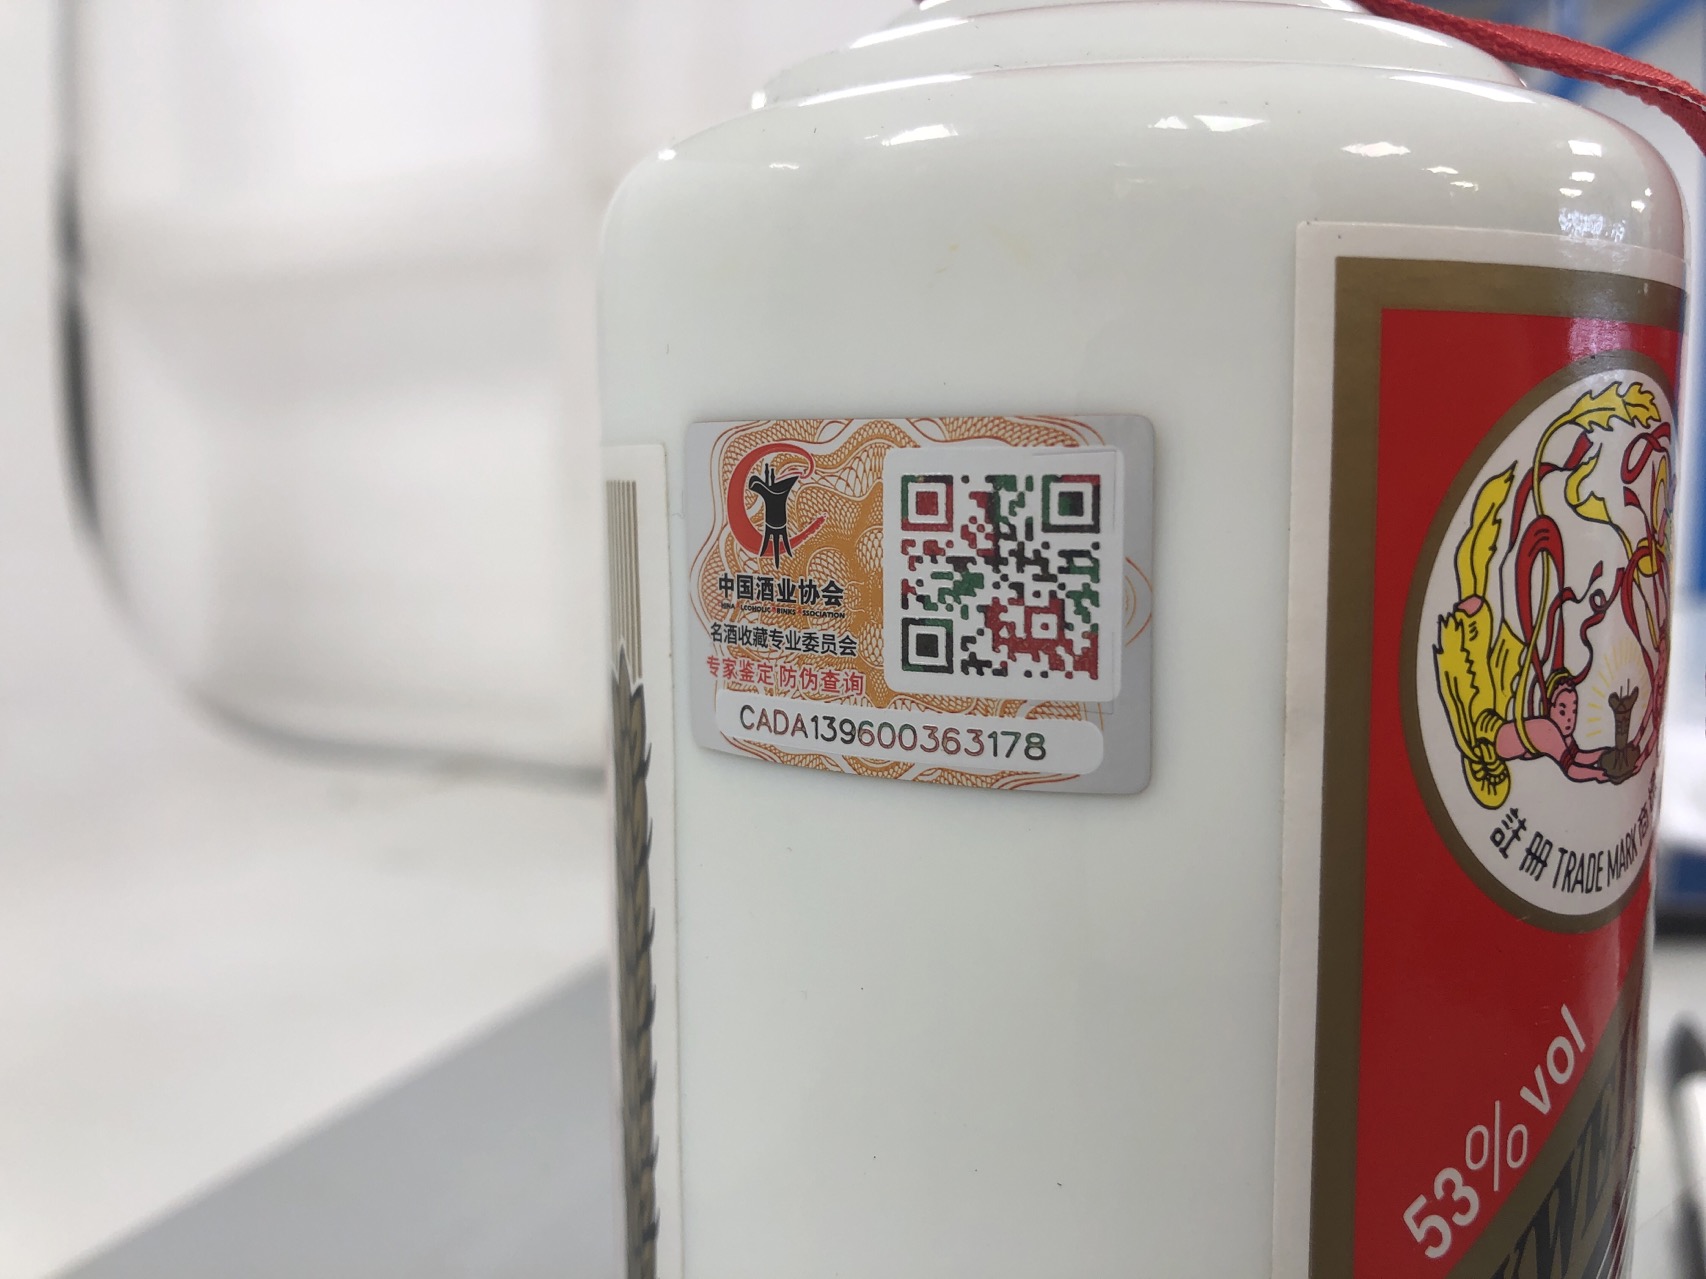 中国酒业协会
名酒收藏专业委员会
专家鉴定 防伪查询
CADA139600363178
註册 TRADE MARK 商
53% vol